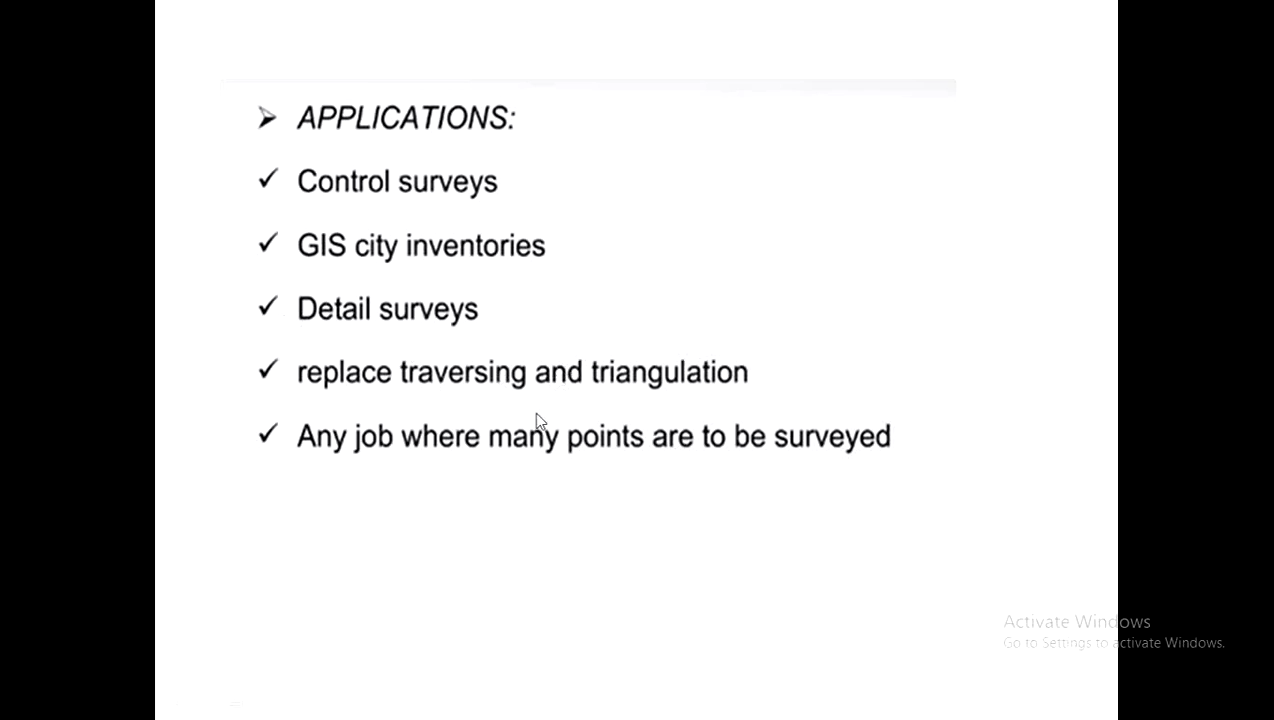 ➢ APPLICATIONS:
✓ Control surveys
✓ GIS city inventories
✓ Detail surveys
✓ replace traversing and triangulation
✓ Any job where many points are to be surveyed
Activate Windows
Go to Settings to activate Windows.